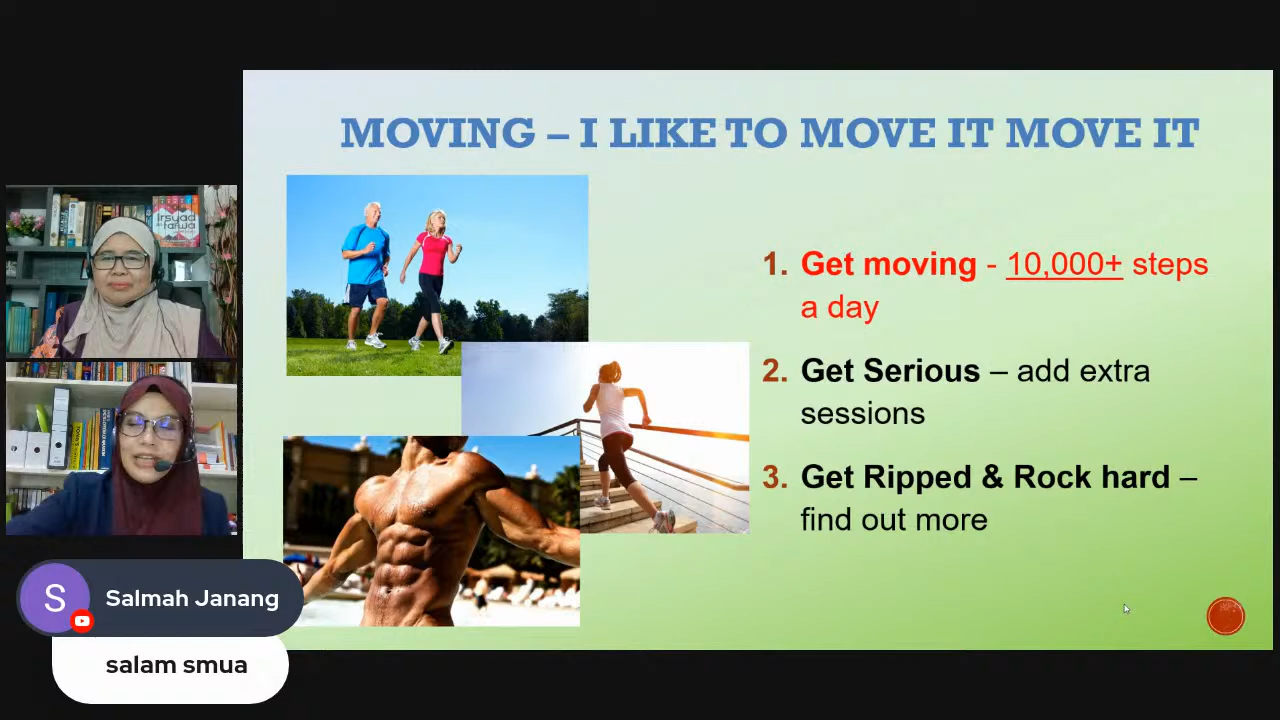 MOVING – I LIKE TO MOVE IT MOVE IT
Irsyad
1. Get moving - 10,000+ steps
a day
2. Get Serious – add extra
sessions
3. Get Ripped & Rock hard –
find out more
S
Salmah Janang
salam smua